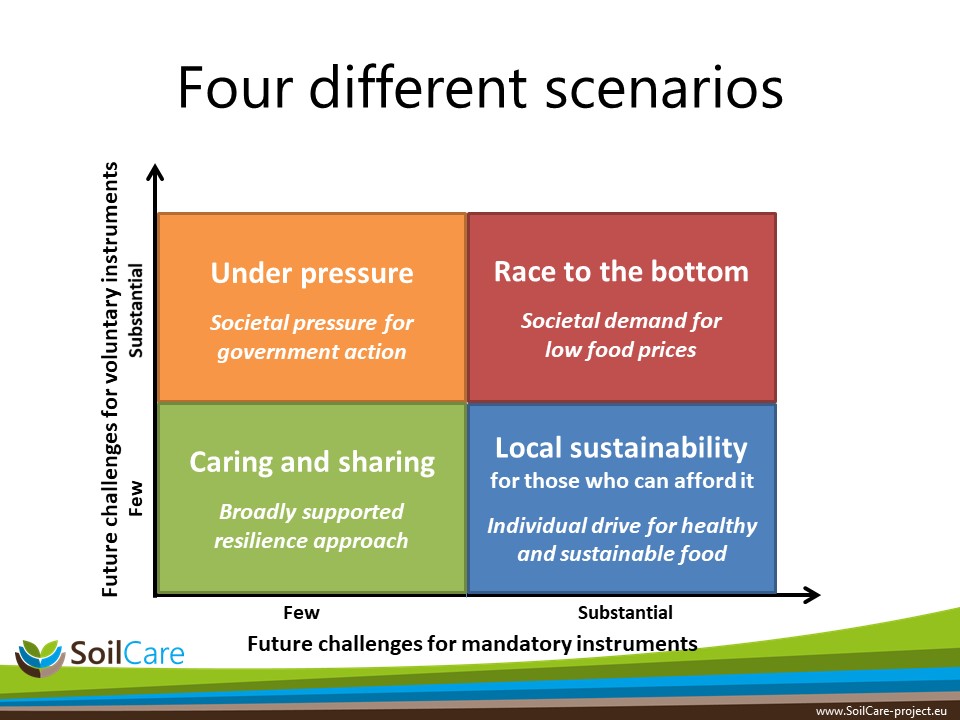 Four different scenarios
Future challenges for voluntary instruments
Substantial
Few
Under pressure
Societal pressure for
government action
Race to the bottom
Societal demand for
low food prices
Caring and sharing
Broadly supported
resilience approach
Local sustainability
for those who can afford it
Individual drive for healthy
and sustainable food
Few
Substantial
Future challenges for mandatory instruments
SoilCare
www.SoilCare-project.eu